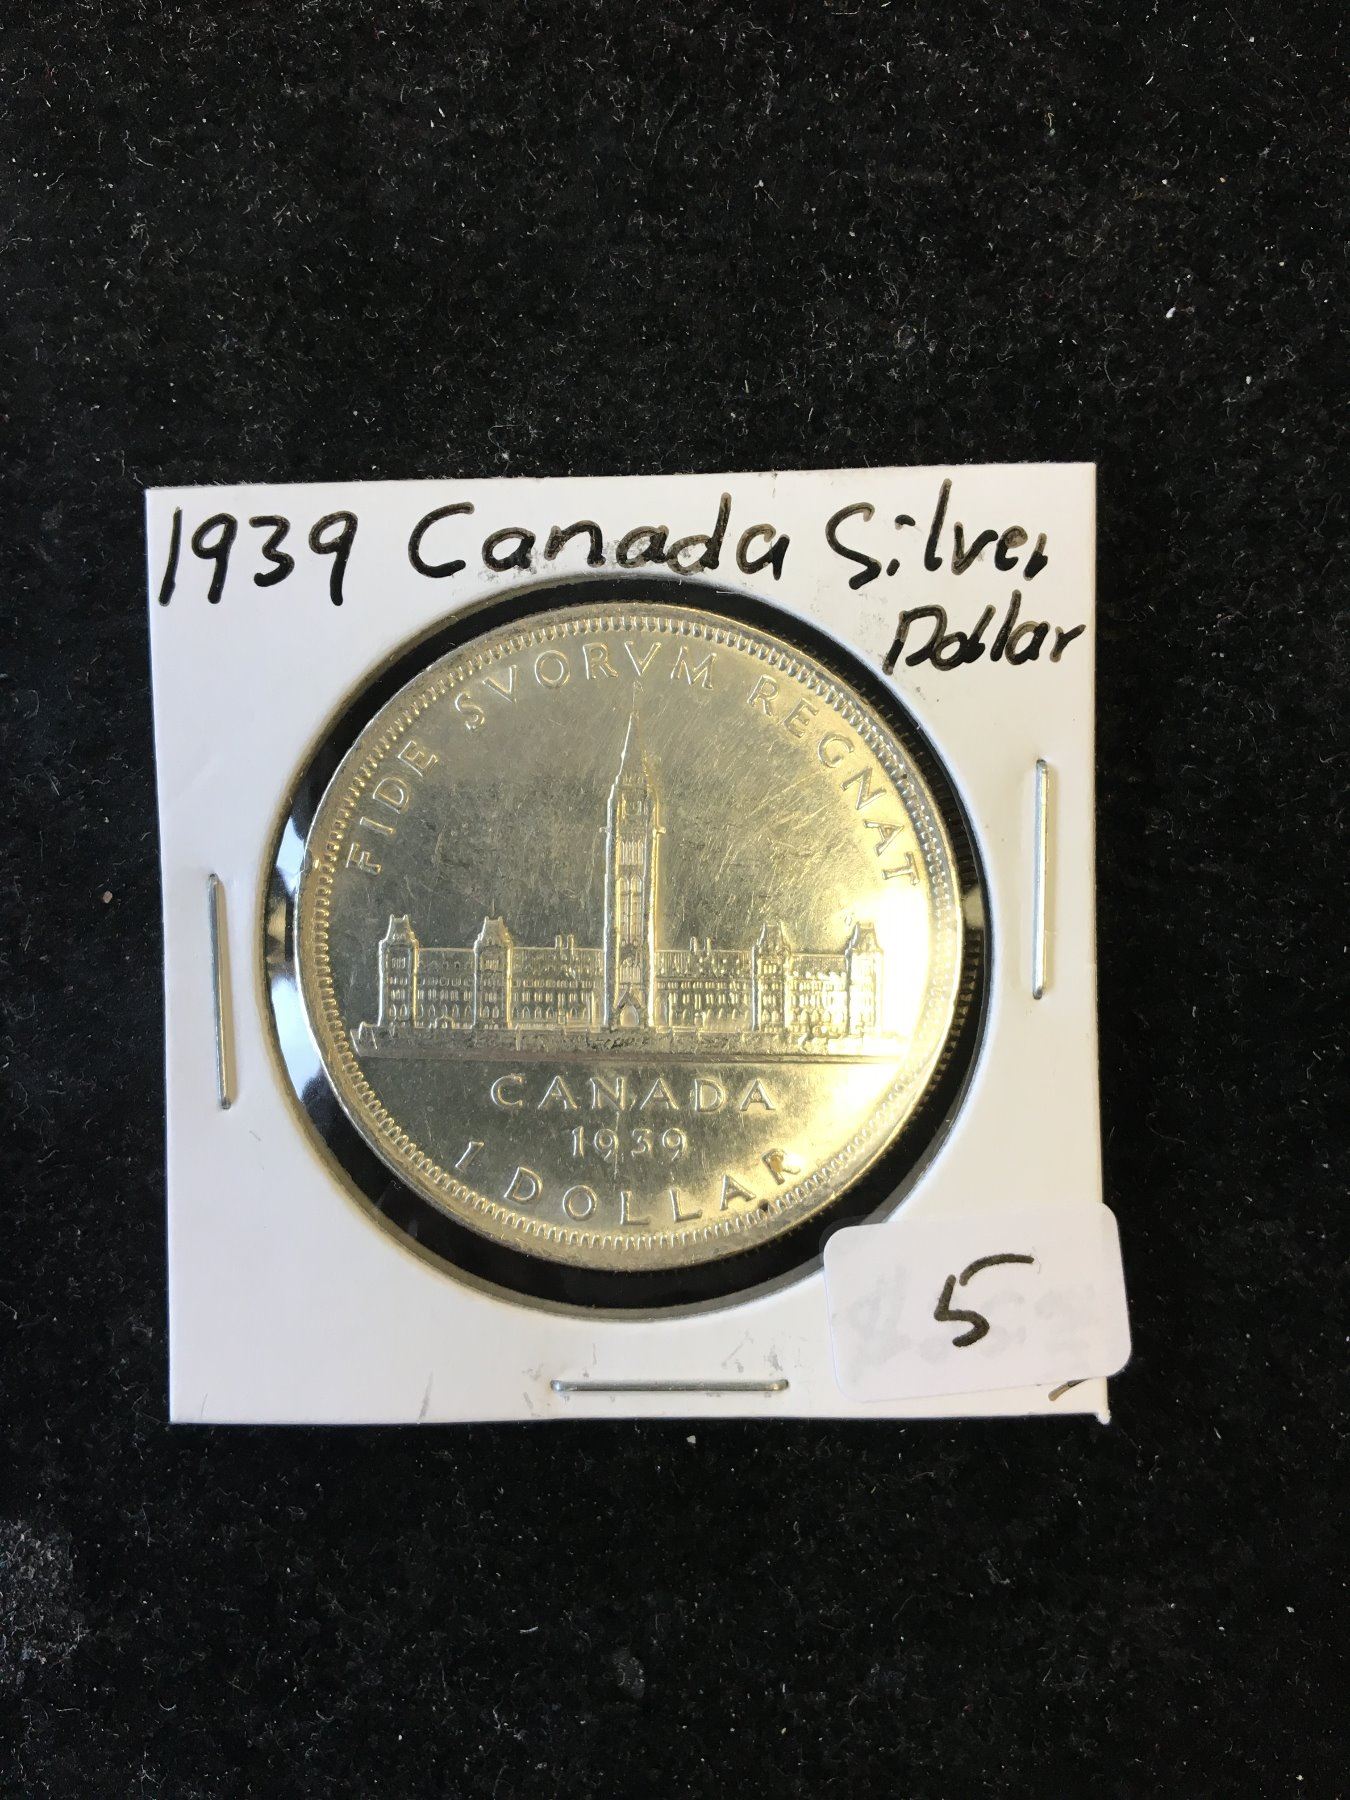 1939 Canada Silver
Dollar
FIDE SVORVM REGNAT
CANADA
1939
1 DOLLAR
5